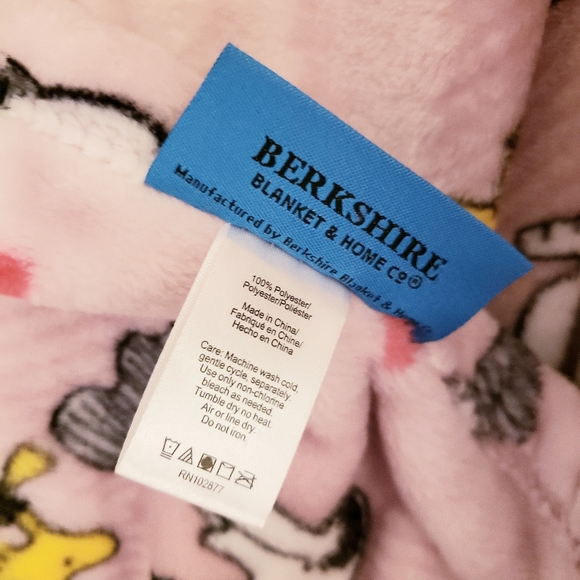 BERKSHIRE
BLANKET & HOME Co®
Manufactured by Berkshire Blanket & Home Co
100% Polyester/
Polyester/Poliéster
Made in China/
Fabriqué en Chine/
Hecho en China
Care: Machine wash cold,
gentle cycle, separately.
Use only non-chlorine
bleach as needed.
Tumble dry no heat.
Air or line dry.
Do not iron.
RN102877